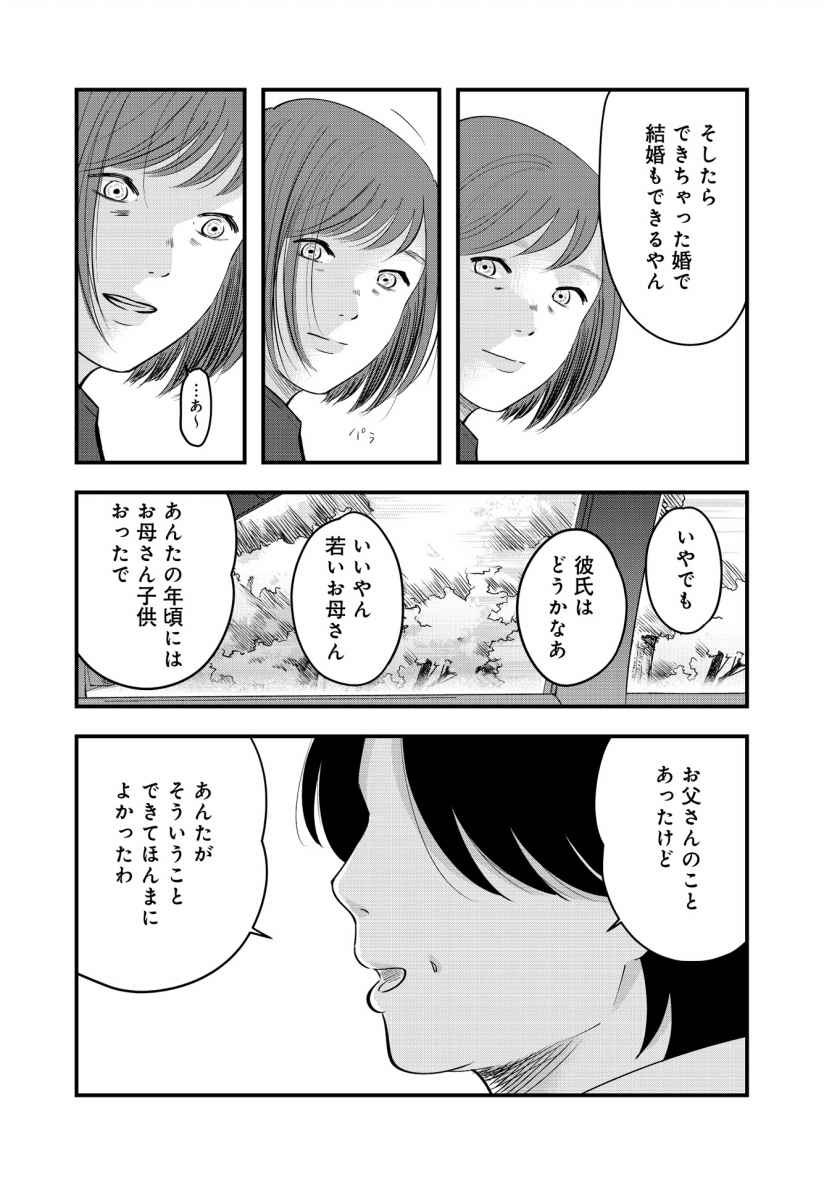 そしたら
できちゃった婚で
結婚もできるやん
パラ
…あ〜
いやでも
彼氏は
どうかなあ
いいやん
若いお母さん
あんたの年頃には
お母さん子供
おったで
お父さんのこと
あったけど
あんたが
そういうこと
できてほんまに
よかったわ